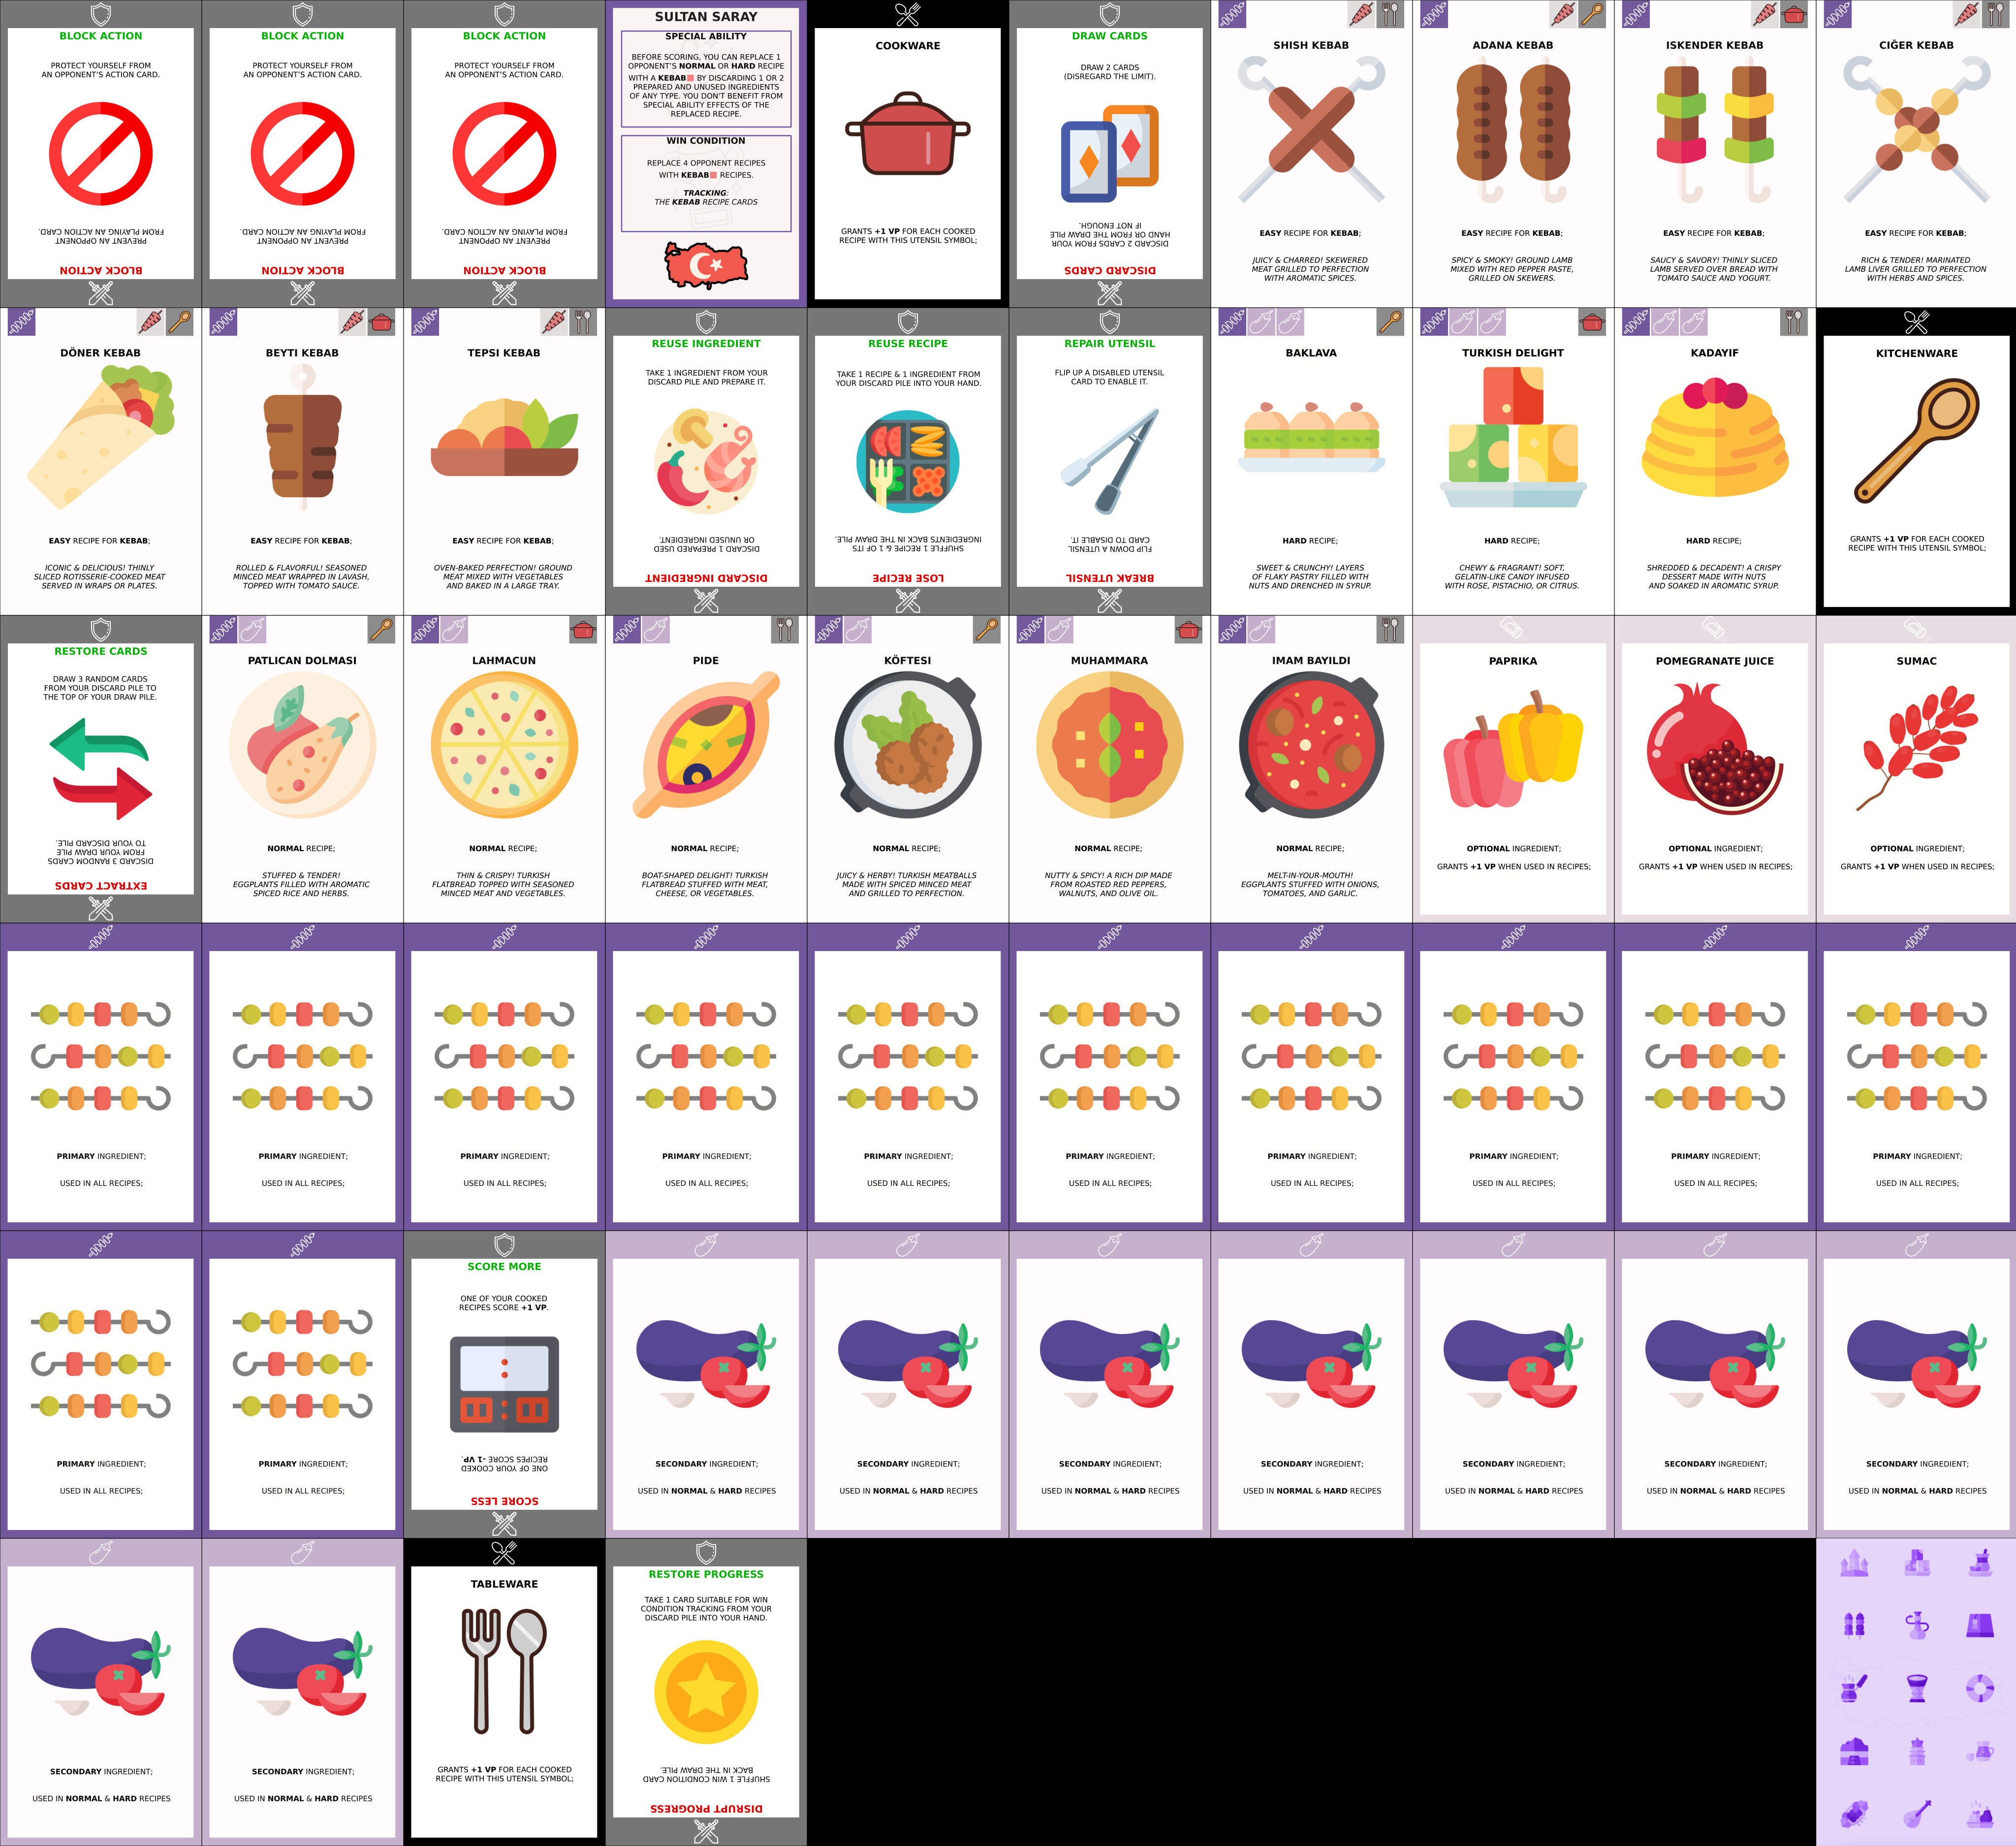 BLOCK ACTION
PROTECT YOURSELF FROM
AN OPPONENT'S ACTION CARD.
PREVENT AN OPPONENT
FROM PLAYING AN ACTION CARD.
BLOCK ACTION
BLOCK ACTION
PROTECT YOURSELF FROM
AN OPPONENT'S ACTION CARD.
PREVENT AN OPPONENT
FROM PLAYING AN ACTION CARD.
BLOCK ACTION
BLOCK ACTION
PROTECT YOURSELF FROM
AN OPPONENT'S ACTION CARD.
PREVENT AN OPPONENT
FROM PLAYING AN ACTION CARD.
BLOCK ACTION
SULTAN SARAY
SPECIAL ABILITY
BEFORE SCORING, YOU CAN REPLACE 1
OPPONENT'S NORMAL OR HARD RECIPE
WITH A KEBAB BY DISCARDING 1 OR 2
PREPARED AND UNUSED INGREDIENTS
OF ANY TYPE. YOU DON'T BENEFIT FROM
SPECIAL ABILITY EFFECTS OF THE
REPLACED RECIPE.
WIN CONDITION
REPLACE 4 OPPONENT RECIPES
WITH KEBAB RECIPES.
TRACKING:
THE KEBAB RECIPE CARDS
COOKWARE
GRANTS +1 VP FOR EACH COOKED
RECIPE WITH THIS UTENSIL SYMBOL;
DRAW CARDS
DRAW 2 CARDS
(DISREGARD THE LIMIT).
DISCARD 2 CARDS FROM YOUR
HAND OR FROM THE DRAW PILE
IF NOT ENOUGH.
DISCARD CARDS
SHISH KEBAB
EASY RECIPE FOR KEBAB;
JUICY & CHARRED! SKEWERED
MEAT GRILLED TO PERFECTION
WITH AROMATIC SPICES.
ADANA KEBAB
EASY RECIPE FOR KEBAB;
SPICY & SMOKY! GROUND LAMB
MIXED WITH RED PEPPER PASTE,
GRILLED ON SKEWERS.
ISKENDER KEBAB
EASY RECIPE FOR KEBAB;
SAUCY & SAVORY! THINLY SLICED
LAMB SERVED OVER BREAD WITH
TOMATO SAUCE AND YOGURT.
CIĞER KEBAB
EASY RECIPE FOR KEBAB;
RICH & TENDER! MARINATED
LAMB LIVER GRILLED TO PERFECTION
WITH HERBS AND SPICES.
DÖNER KEBAB
EASY RECIPE FOR KEBAB;
ICONIC & DELICIOUS! THINLY
SLICED ROTISSERIE-COOKED MEAT
SERVED IN WRAPS OR PLATES.
BEYTI KEBAB
EASY RECIPE FOR KEBAB;
ROLLED & FLAVORFUL! SEASONED
MINCED MEAT WRAPPED IN LAVASH,
TOPPED WITH TOMATO SAUCE.
TEPSI KEBAB
EASY RECIPE FOR KEBAB;
OVEN-BAKED PERFECTION! GROUND
MEAT MIXED WITH VEGETABLES
AND BAKED IN A LARGE TRAY.
REUSE INGREDIENT
TAKE 1 INGREDIENT FROM YOUR
DISCARD PILE AND PREPARE IT.
DISCARD 1 PREPARED USED
OR UNUSED INGREDIENT.
DISCARD INGREDIENT
REUSE RECIPE
TAKE 1 RECIPE & 1 INGREDIENT FROM
YOUR DISCARD PILE INTO YOUR HAND.
SHUFFLE 1 RECIPE & 1 OF ITS
INGREDIENTS BACK IN THE DRAW PILE.
LOSE RECIPE
REPAIR UTENSIL
FLIP UP A DISABLED UTENSIL
CARD TO ENABLE IT.
FLIP DOWN A UTENSIL
CARD TO DISABLE IT.
BREAK UTENSIL
BAKLAVA
HARD RECIPE;
SWEET & CRUNCHY! LAYERS
OF FLAKY PASTRY FILLED WITH
NUTS AND DRENCHED IN SYRUP.
TURKISH DELIGHT
HARD RECIPE;
CHEWY & FRAGRANT! SOFT,
GELATIN-LIKE CANDY INFUSED
WITH ROSE, PISTACHIO, OR CITRUS.
KADAYIF
HARD RECIPE;
SHREDDED & DECADENT! A CRISPY
DESSERT MADE WITH NUTS
AND SOAKED IN AROMATIC SYRUP.
KITCHENWARE
GRANTS +1 VP FOR EACH COOKED
RECIPE WITH THIS UTENSIL SYMBOL;
RESTORE CARDS
DRAW 3 RANDOM CARDS
FROM YOUR DISCARD PILE TO
THE TOP OF YOUR DRAW PILE.
DISCARD 3 RANDOM CARDS
FROM YOUR DRAW PILE
TO YOUR DISCARD PILE.
EXTRACT CARDS
PATLICAN DOLMASI
NORMAL RECIPE;
STUFFED & TENDER!
EGGPLANTS FILLED WITH AROMATIC
SPICED RICE AND HERBS.
LAHMACUN
NORMAL RECIPE;
THIN & CRISPY! TURKISH
FLATBREAD TOPPED WITH SEASONED
MINCED MEAT AND VEGETABLES.
PIDE
NORMAL RECIPE;
BOAT-SHAPED DELIGHT! TURKISH
FLATBREAD STUFFED WITH MEAT,
CHEESE, OR VEGETABLES.
KÖFTESI
NORMAL RECIPE;
JUICY & HERBY! TURKISH MEATBALLS
MADE WITH SPICED MINCED MEAT
AND GRILLED TO PERFECTION.
MUHAMMARA
NORMAL RECIPE;
NUTTY & SPICY! A RICH DIP MADE
FROM ROASTED RED PEPPERS,
WALNUTS, AND OLIVE OIL.
IMAM BAYILDI
NORMAL RECIPE;
MELT-IN-YOUR-MOUTH!
EGGPLANTS STUFFED WITH ONIONS,
TOMATOES, AND GARLIC.
PAPRIKA
OPTIONAL INGREDIENT;
GRANTS +1 VP WHEN USED IN RECIPES;
POMEGRANATE JUICE
OPTIONAL INGREDIENT;
GRANTS +1 VP WHEN USED IN RECIPES;
SUMAC
OPTIONAL INGREDIENT;
GRANTS +1 VP WHEN USED IN RECIPES;
PRIMARY INGREDIENT;
USED IN ALL RECIPES;
PRIMARY INGREDIENT;
USED IN ALL RECIPES;
PRIMARY INGREDIENT;
USED IN ALL RECIPES;
PRIMARY INGREDIENT;
USED IN ALL RECIPES;
PRIMARY INGREDIENT;
USED IN ALL RECIPES;
PRIMARY INGREDIENT;
USED IN ALL RECIPES;
PRIMARY INGREDIENT;
USED IN ALL RECIPES;
PRIMARY INGREDIENT;
USED IN ALL RECIPES;
PRIMARY INGREDIENT;
USED IN ALL RECIPES;
PRIMARY INGREDIENT;
USED IN ALL RECIPES;
PRIMARY INGREDIENT;
USED IN ALL RECIPES;
PRIMARY INGREDIENT;
USED IN ALL RECIPES;
SCORE MORE
ONE OF YOUR COOKED
RECIPES SCORE +1 VP.
ONE OF YOUR COOKED
RECIPES SCORE -1 VP.
SCORE LESS
SECONDARY INGREDIENT;
USED IN NORMAL & HARD RECIPES
SECONDARY INGREDIENT;
USED IN NORMAL & HARD RECIPES
SECONDARY INGREDIENT;
USED IN NORMAL & HARD RECIPES
SECONDARY INGREDIENT;
USED IN NORMAL & HARD RECIPES
SECONDARY INGREDIENT;
USED IN NORMAL & HARD RECIPES
SECONDARY INGREDIENT;
USED IN NORMAL & HARD RECIPES
SECONDARY INGREDIENT;
USED IN NORMAL & HARD RECIPES
SECONDARY INGREDIENT;
USED IN NORMAL & HARD RECIPES
SECONDARY INGREDIENT;
USED IN NORMAL & HARD RECIPES
TABLEWARE
GRANTS +1 VP FOR EACH COOKED
RECIPE WITH THIS UTENSIL SYMBOL;
RESTORE PROGRESS
TAKE 1 CARD SUITABLE FOR WIN
CONDITION TRACKING FROM YOUR
DISCARD PILE INTO YOUR HAND.
SHUFFLE 1 WIN CONDITION CARD
BACK IN THE DRAW PILE.
DISRUPT PROGRESS